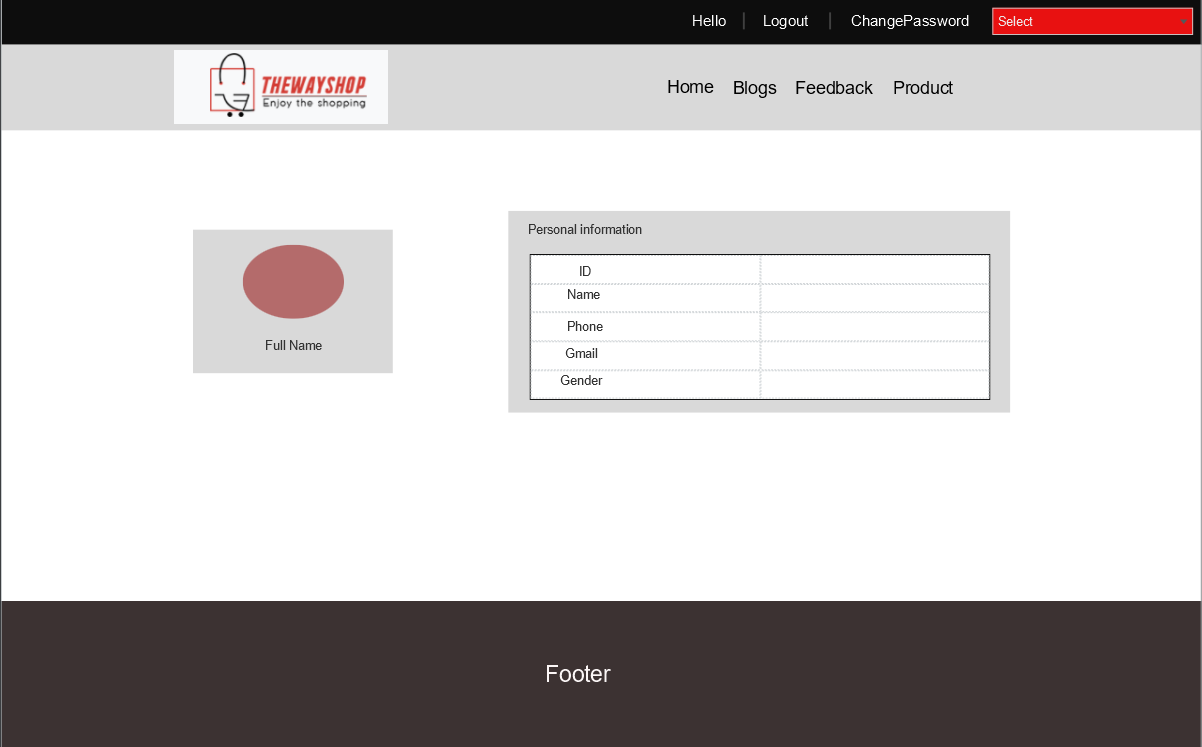 Hello | Logout | ChangePassword Select
THEWAYSHOP
Enjoy the shopping
Home Blogs Feedback Product
Full Name
Personal information
ID
Name
Phone
Gmail
Gender
Footer